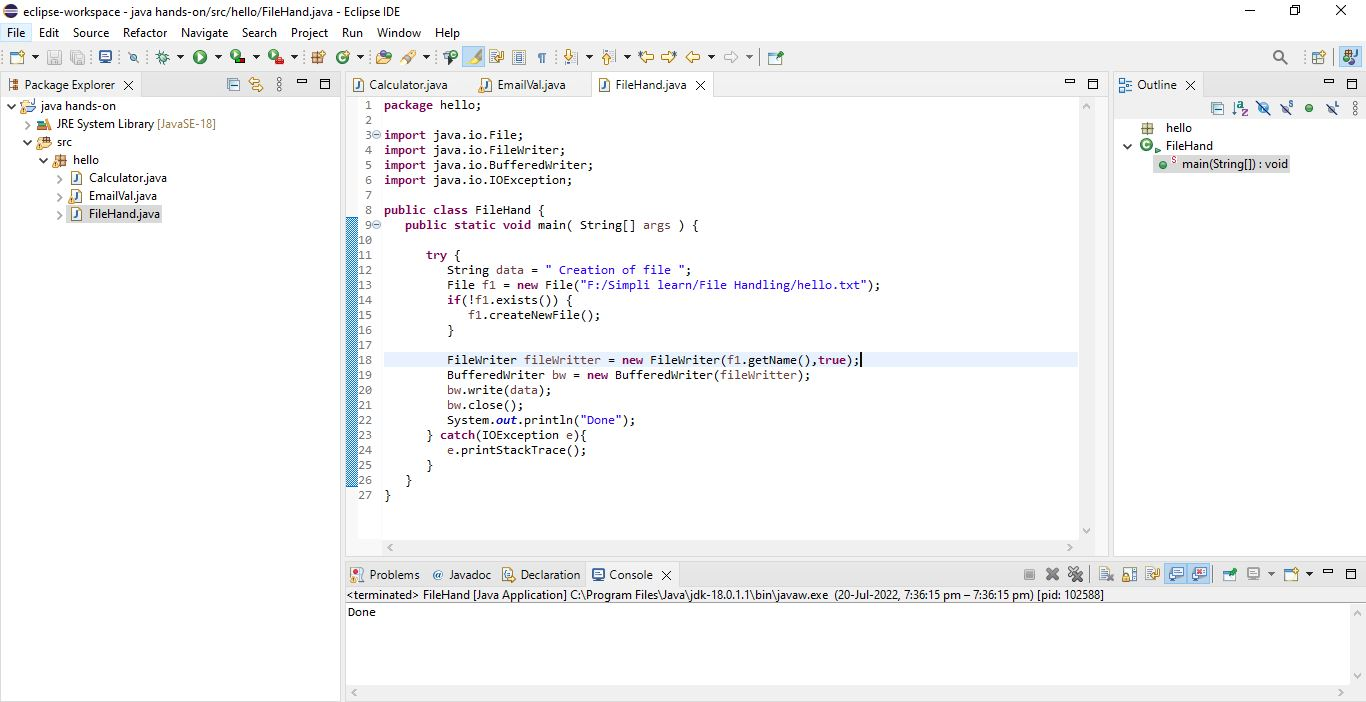 eclipse-workspace - java hands-on/src/hello/FileHand.java - Eclipse IDE
File Edit Source Refactor Navigate Search Project Run Window Help
Package Explorer
java hands-on
JRE System Library [JavaSE-18]
src
hello
Calculator.java
EmailVal.java
FileHand.java
Calculator.java EmailVal.java FileHand.java
1 package hello;
2
3 import java.io.File;
4 import java.io.FileWriter;
5 import java.io.BufferedWriter;
6 import java.io.IOException;
7
8 public class FileHand {
9 public static void main( String[] args ) {
10
11 try {
12 String data = " Creation of file ";
13 File f1 = new File("F:/Simpli learn/File Handling/hello.txt");
14 if(!f1.exists()) {
15 f1.createNewFile();
16 }
17
18 FileWriter fileWritter = new FileWriter(f1.getName(),true);
19 BufferedWriter bw = new BufferedWriter(fileWritter);
20 bw.write(data);
21 bw.close();
22 System.out.println("Done");
23 } catch(IOException e){
24 e.printStackTrace();
25 }
26 }
27 }
Outline
hello
FileHand
main(String[]) : void
Problems @ Javadoc Declaration Console
<terminated> FileHand [Java Application] C:\Program Files\Java\jdk-18.0.1.1\bin\javaw.exe (20-Jul-2022, 7:36:15 pm – 7:36:15 pm) [pid: 102588]
Done